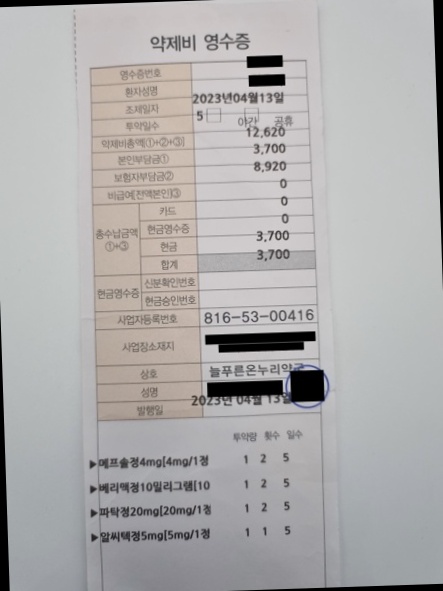 약제비 영수증
영수증번호
환자성명
조제일자 2023년04월13일
투약일수 5 야간 공휴
약제비총액[①+②+③] 12,620
본인부담금① 3,700
보험자부담금② 8,920
비급여[전액본인]③ 0
총수납금액 ①+③ 카드 0
현금영수증 0
현금 3,700
합계 3,700
현금영수증 신분확인번호
현금승인번호
사업자등록번호 816-53-00416
사업장소재지
상호 늘푸른온누리약국
성명
발행일 2023년 04월 13일
투약량 횟수 일수
▶메프솔정4mg[4mg/1정 1 2 5
▶베리맥정10밀리그램[10 1 2 5
▶파탁정20mg[20mg/1정 1 2 5
▶알씨텍정5mg[5mg/1정 1 1 5